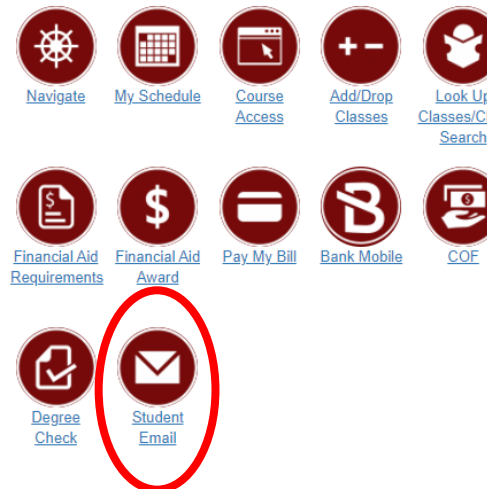 Navigate
My Schedule
Course
Access
Add/Drop
Classes
Look Up
Search
Financial Aid
Requirements
Financial Aid
Award
Pay My Bill
Bank Mobile
COF
Degree
Check
Student
Email